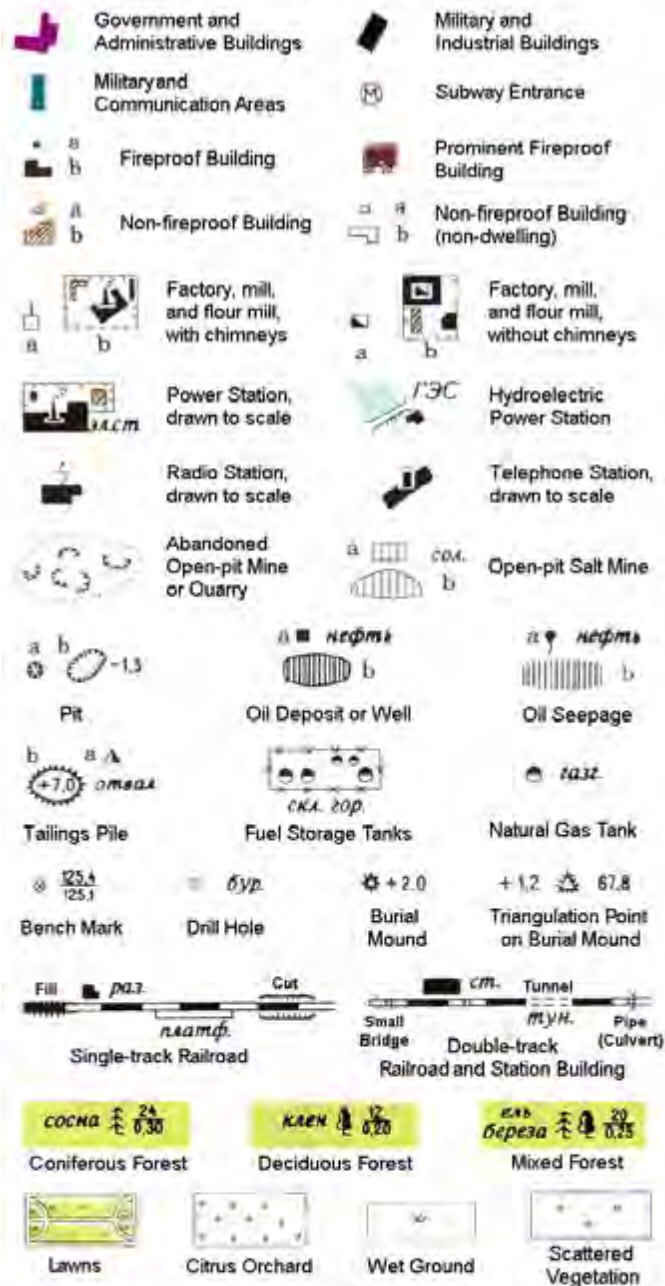 Government and
Administrative Buildings
Military and
Industrial Buildings
Military and
Communication Areas
M
Subway Entrance
a
b
Fireproof Building
Prominent Fireproof
Building
a
b
Non-fireproof Building
a
b
Non-fireproof Building
(non-dwelling)
a
b
Factory, mill,
and flour mill,
with chimneys
a
b
Factory, mill,
and flour mill,
without chimneys
эл.ст
Power Station,
drawn to scale
ГЭС
Hydroelectric
Power Station
Radio Station,
drawn to scale
Telephone Station,
drawn to scale
Abandoned
Open-pit Mine
or Quarry
a
сол.
b
Open-pit Salt Mine
a b
-1,3
Pit
a нефть
b
Oil Deposit or Well
a нефть
b
Oil Seepage
b a
+7,0 отвал
Tailings Pile
скл. гор.
Fuel Storage Tanks
газг.
Natural Gas Tank
125,4
125,1
Bench Mark
бур.
Drill Hole
+2.0
Burial
Mound
+1,2 67,8
Triangulation Point
on Burial Mound
Fill
раз.
Cut
платф.
Single-track Railroad
ст.
Tunnel
тун.
Small
Bridge
Pipe
(Culvert)
Double-track
Railroad and Station Building
сосна 24
0,30
Coniferous Forest
клен 12
0,20
Deciduous Forest
ель
береза 20
0,25
Mixed Forest
Lawns
Citrus Orchard
Wet Ground
Scattered
Vegetation